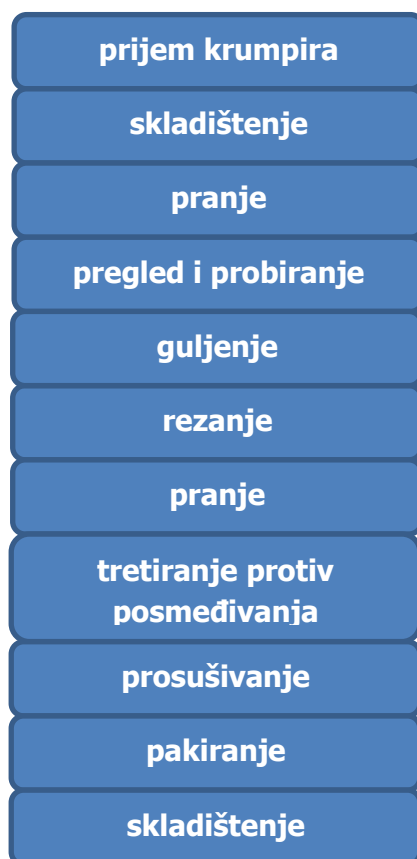 prijem krumpira
skladištenje
pranje
pregled i probiranje
guljenje
rezanje
pranje
tretiranje protiv
posmeđivanja
prosušivanje
pakiranje
skladištenje